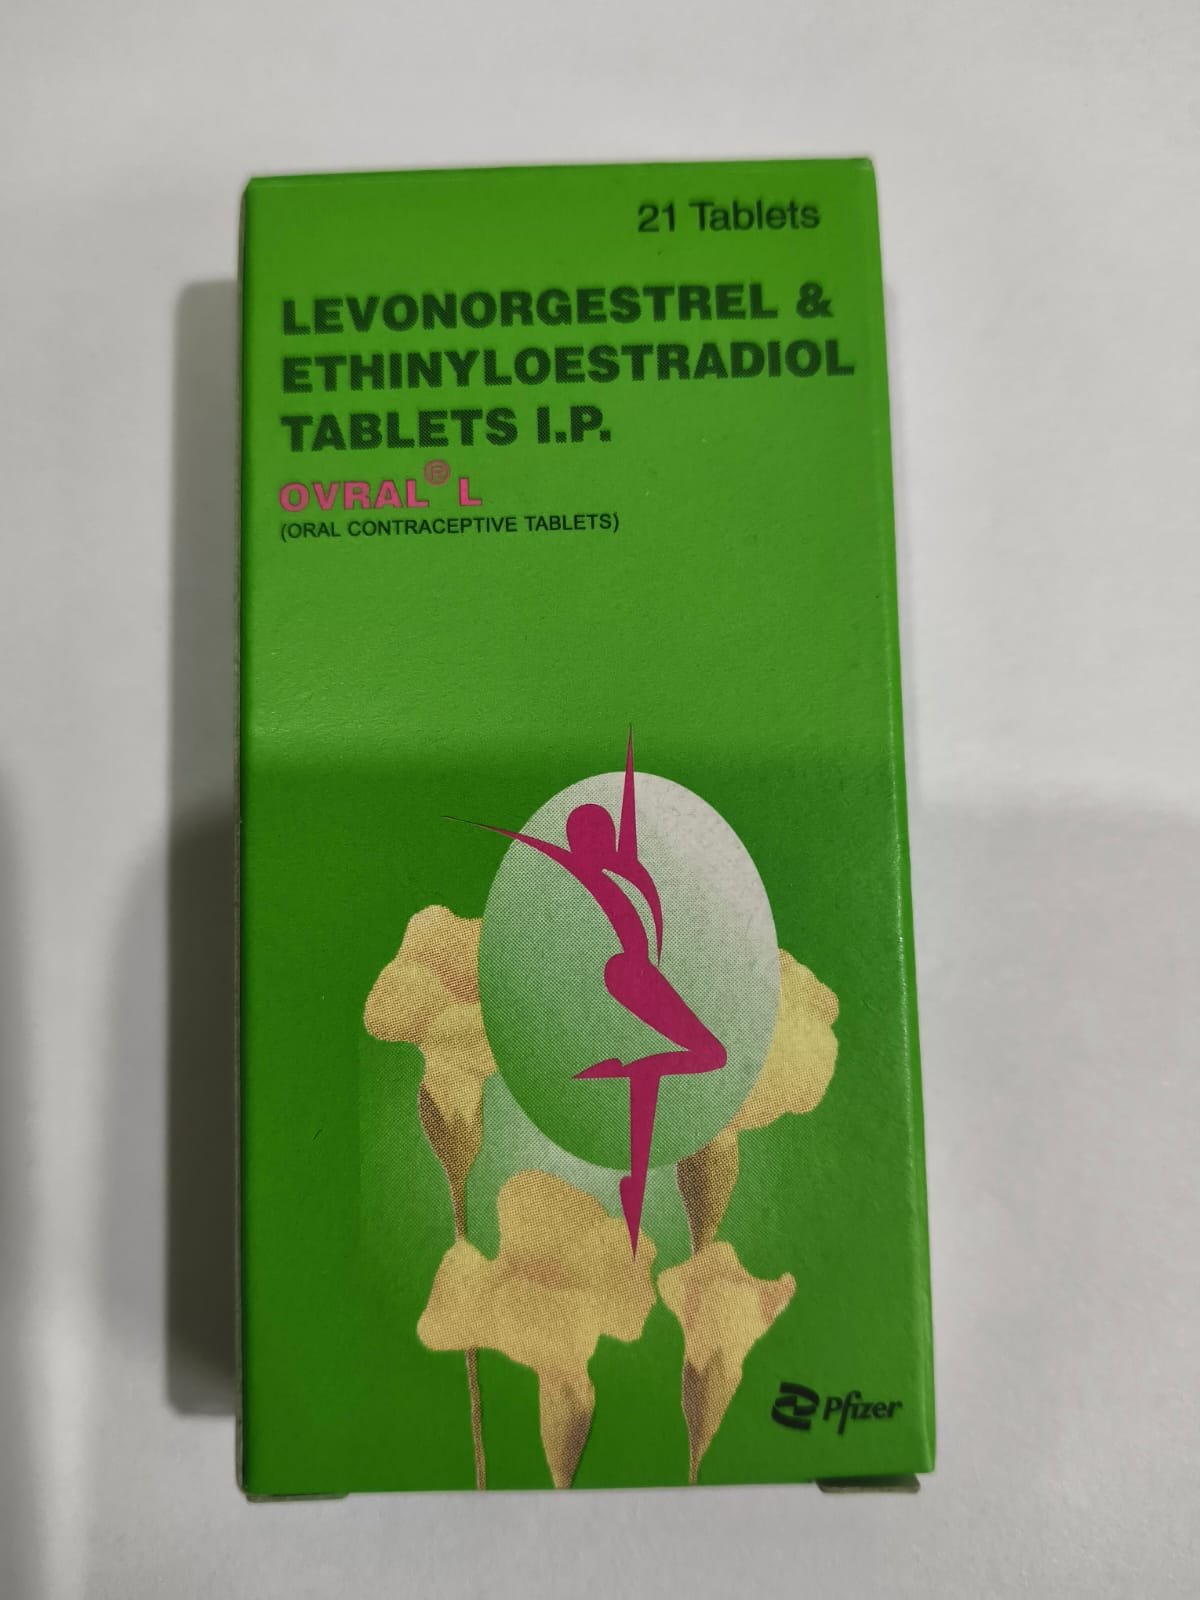 21 Tablets
LEVONORGESTREL &
ETHINYLOESTRADIOL
TABLETS I.P.
OVRAL® L
(ORAL CONTRACEPTIVE TABLETS)
Pfizer